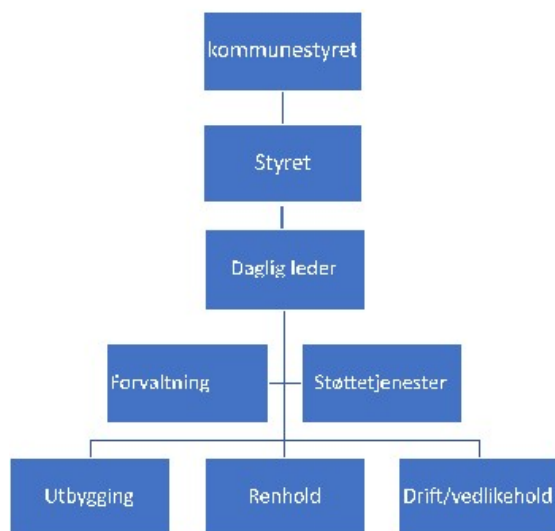 kommunestyret
Styret
Daglig leder
Forvaltning
Støttetjenester
Utbygging
Renhold
Drift/vedlikehold